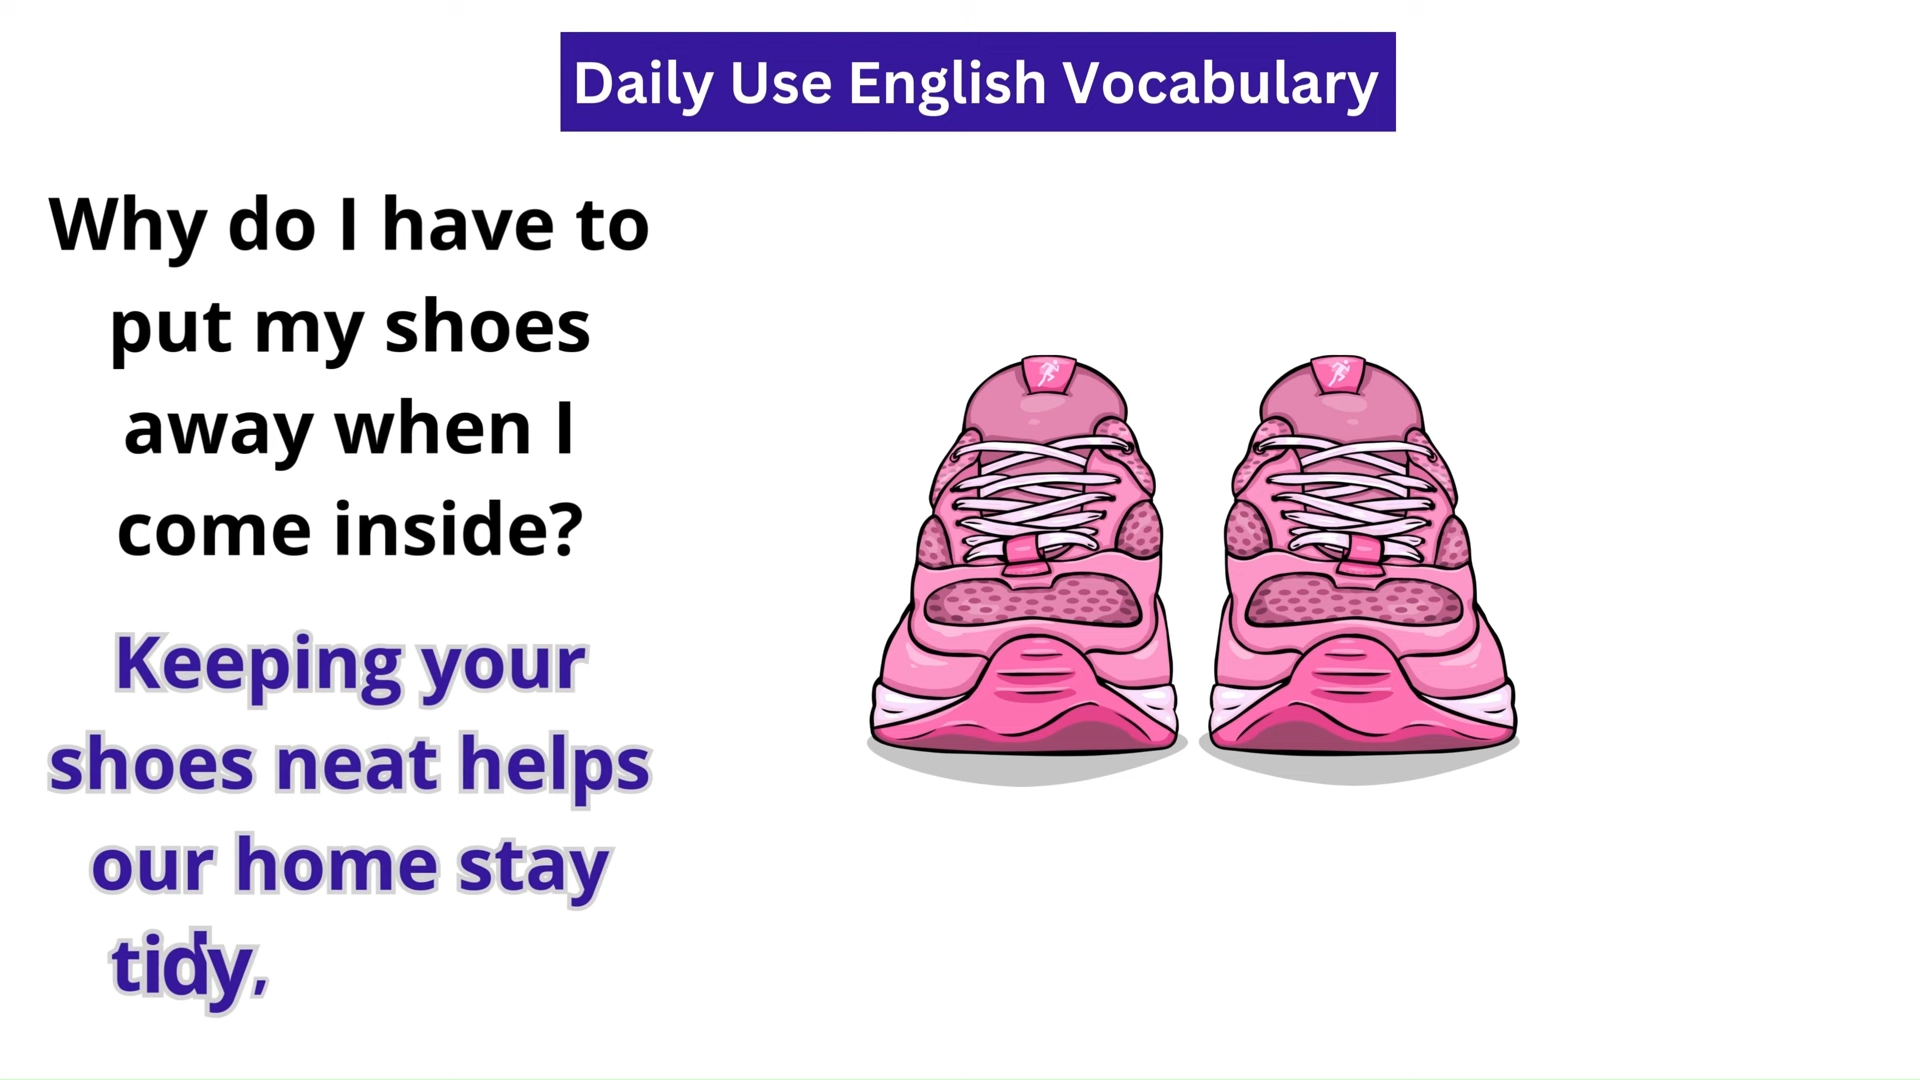 Daily Use English Vocabulary
Why do I have to
put my shoes
away when I
come inside?
Keeping your
shoes neat helps
our home stay
tidy,